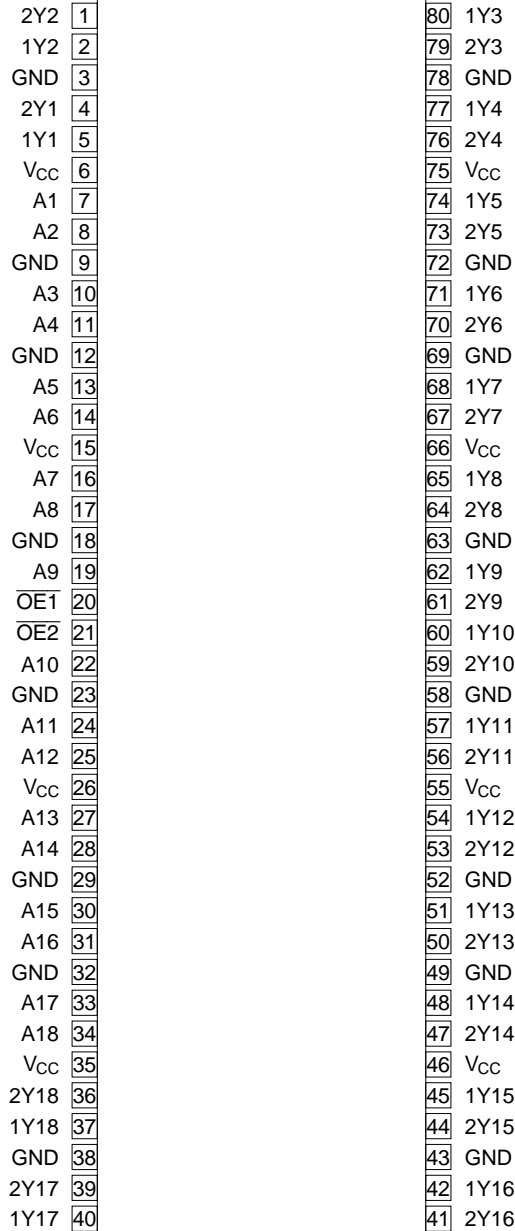 2Y2 1 80 1Y3
1Y2 2 79 2Y3
GND 3 78 GND
2Y1 4 77 1Y4
1Y1 5 76 2Y4
VCC 6 75 VCC
A1 7 74 1Y5
A2 8 73 2Y5
GND 9 72 GND
A3 10 71 1Y6
A4 11 70 2Y6
GND 12 69 GND
A5 13 68 1Y7
A6 14 67 2Y7
VCC 15 66 VCC
A7 16 65 1Y8
A8 17 64 2Y8
GND 18 63 GND
A9 19 62 1Y9
OE1 20 61 2Y9
OE2 21 60 1Y10
A10 22 59 2Y10
GND 23 58 GND
A11 24 57 1Y11
A12 25 56 2Y11
VCC 26 55 VCC
A13 27 54 1Y12
A14 28 53 2Y12
GND 29 52 GND
A15 30 51 1Y13
A16 31 50 2Y13
GND 32 49 GND
A17 33 48 1Y14
A18 34 47 2Y14
VCC 35 46 VCC
2Y18 36 45 1Y15
1Y18 37 44 2Y15
GND 38 43 GND
2Y17 39 42 1Y16
1Y17 40 41 2Y16